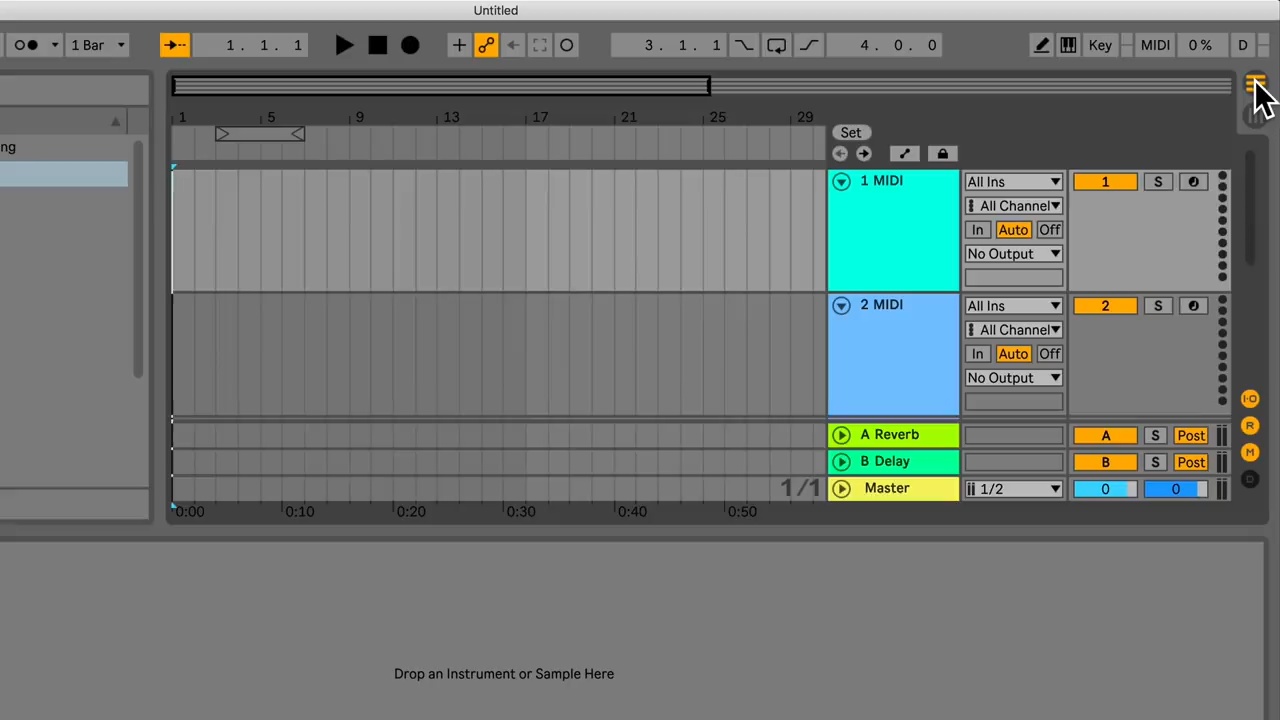 Untitled
1 Bar
1. 1. 1
3. 1. 1
4. 0. 0
Key
MIDI
0 %
D
1 5 9 13 17 21 25 29
Set
ng
1 MIDI
All Ins
1
S
All Channel
In Auto Off
No Output
2 MIDI
All Ins
2
S
All Channel
In Auto Off
No Output
I·O
A Reverb
A
S
Post
R
B Delay
B
S
Post
M
1/1
Master
1/2
0
0
D
0:00 0:10 0:20 0:30 0:40 0:50
Drop an Instrument or Sample Here